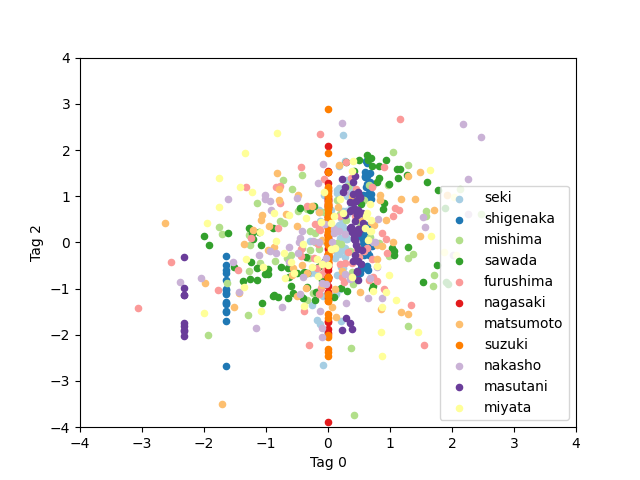 4
3
2
1
0
−1
−2
−3
−4
Tag 2
−4 −3 −2 −1 0 1 2 3 4
Tag 0
seki
shigenaka
mishima
sawada
furushima
nagasaki
matsumoto
suzuki
nakasho
masutani
miyata